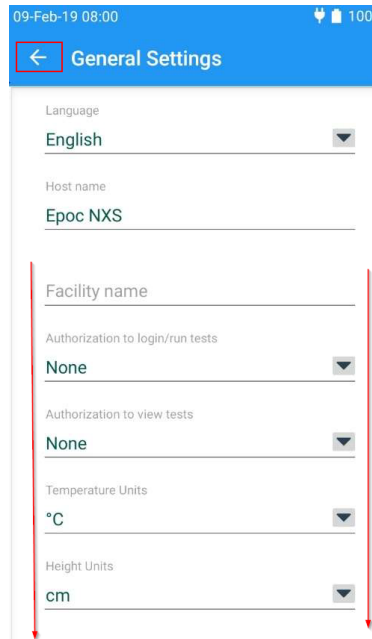 09-Feb-19 08:00 100
General Settings
Language
English
Host name
Epoc NXS
Facility name
Authorization to login/run tests
None
Authorization to view tests
None
Temperature Units
°C
Height Units
cm